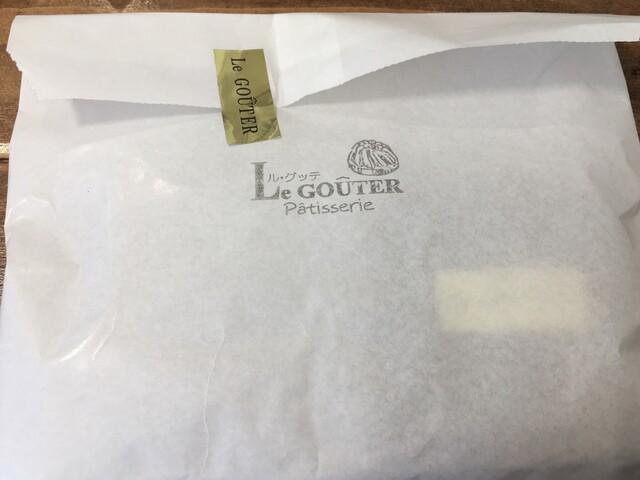 Le GOÛTER
ル・グッテ
Le GOÛTER
Pâtisserie